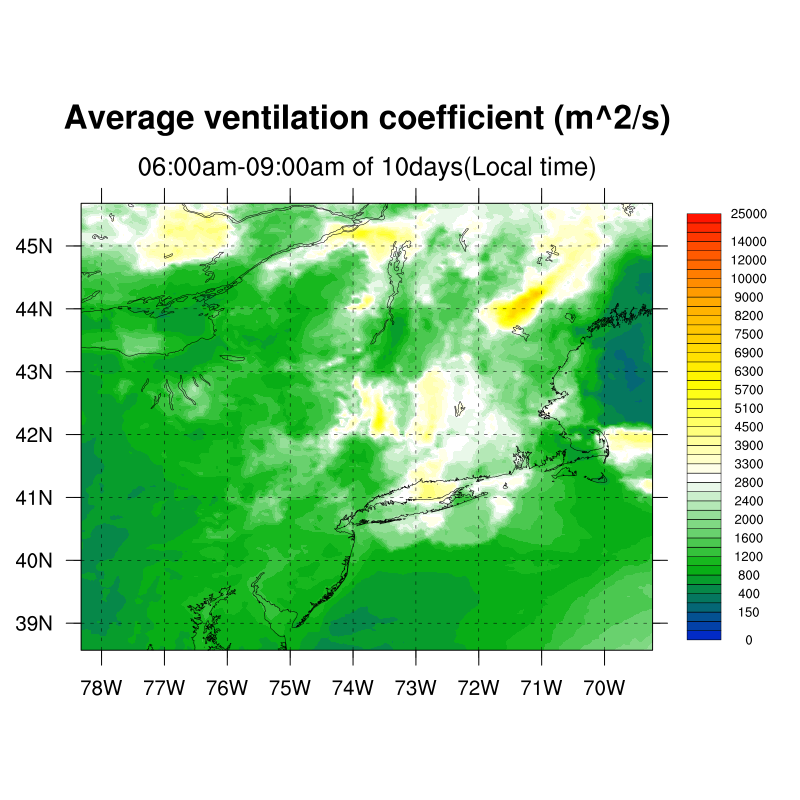 Average ventilation coefficient (m^2/s)
06:00am-09:00am of 10days(Local time)
45N
44N
43N
42N
41N
40N
39N
78W 77W 76W 75W 74W 73W 72W 71W 70W
25000
14000
12000
10000
9000
8200
7500
6900
6300
5700
5100
4500
3900
3300
2800
2400
2000
1600
1200
800
400
150
0